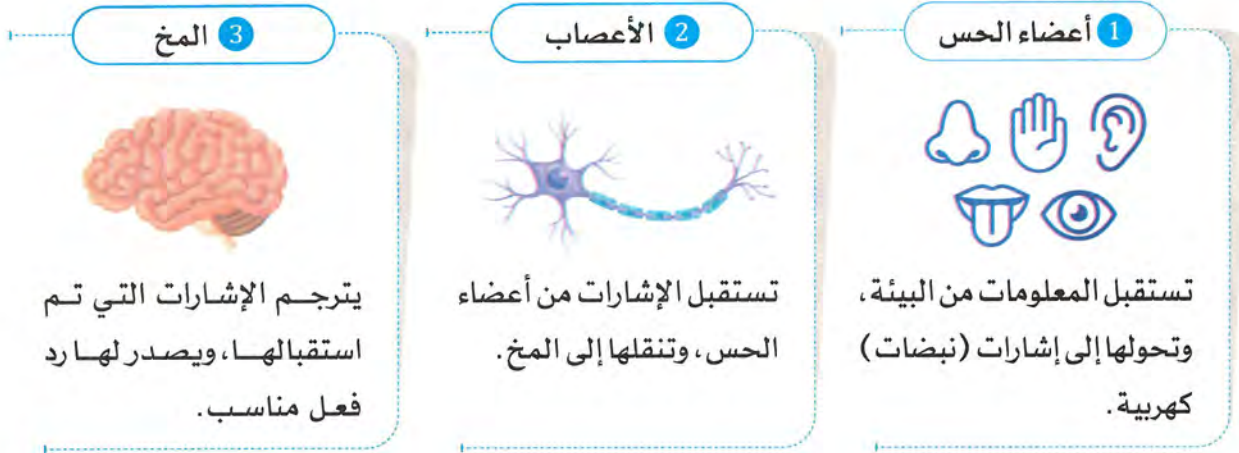 1 أعضاء الحس
تستقبل المعلومات من البيئة،
وتحولها إلى إشارات (نبضات)
كهربية.
2 الأعصاب
تستقبل الإشارات من أعضاء
الحس، وتنقلها إلى المخ.
3 المخ
يترجم الإشارات التي تم
استقبالها، ويصدر لها رد
فعل مناسب.